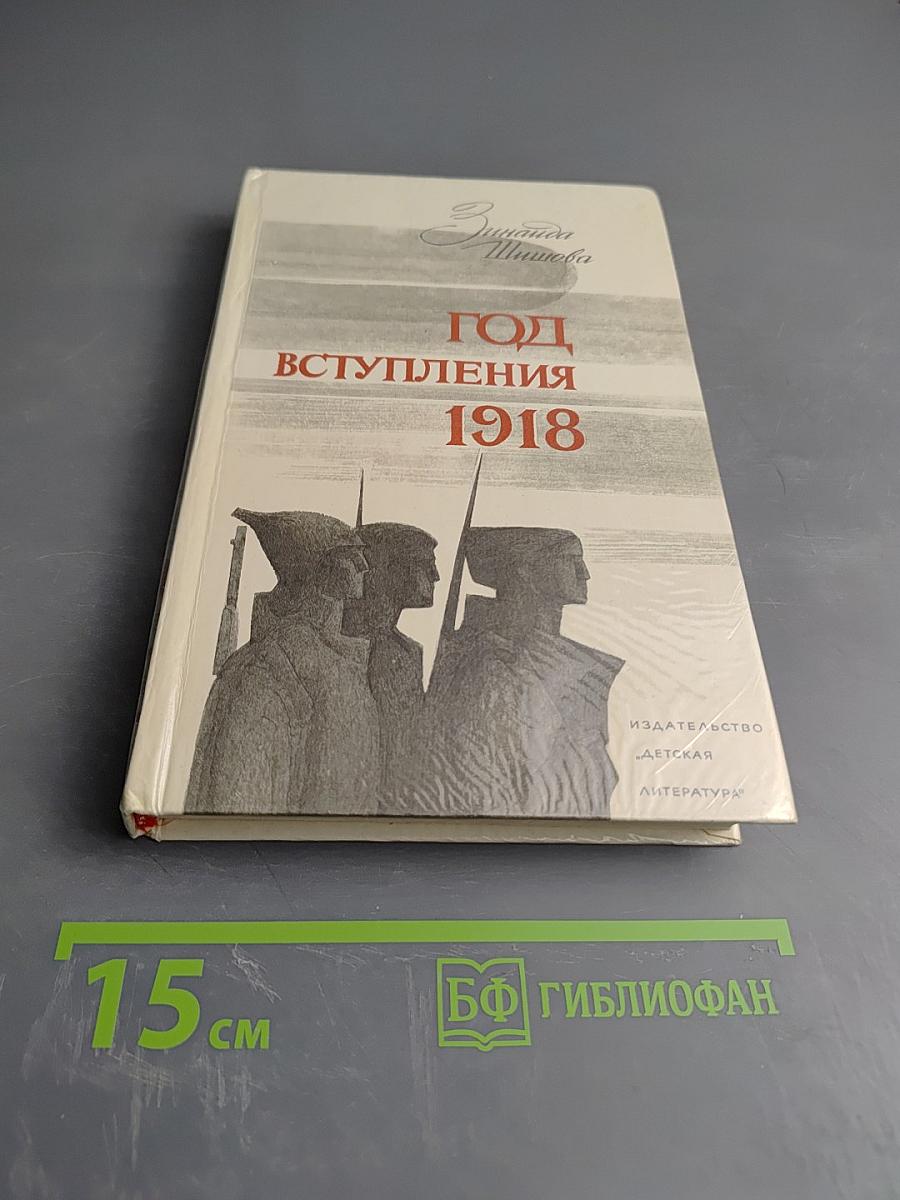 Зинаида
Шишова
ГОД
ВСТУПЛЕНИЯ
1918
ИЗДАТЕЛЬСТВО
„ДЕТСКАЯ
ЛИТЕРАТУРА"
15 см
БФ ГИБЛИОФАН